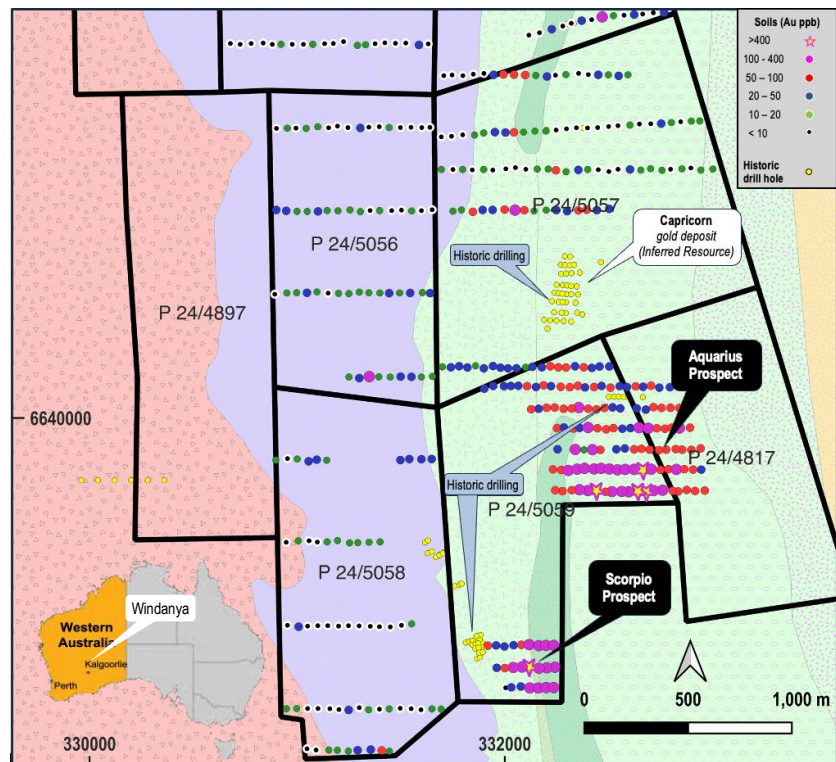 Soils (Au ppb)
>400
100 - 400
50 – 100
20 – 50
10 – 20
< 10
Historic
drill hole
P 24/5057
P 24/5056
Capricorn
gold deposit
(Inferred Resource)
Historic drilling
P 24/4897
Aquarius
Prospect
6640000
P 24/4817
Historic drilling
P 24/5059
P 24/5058
Scorpio
Prospect
Windanya
Western
Australia
Kalgoorlie
Perth
0 500 1,000 m
330000
332000